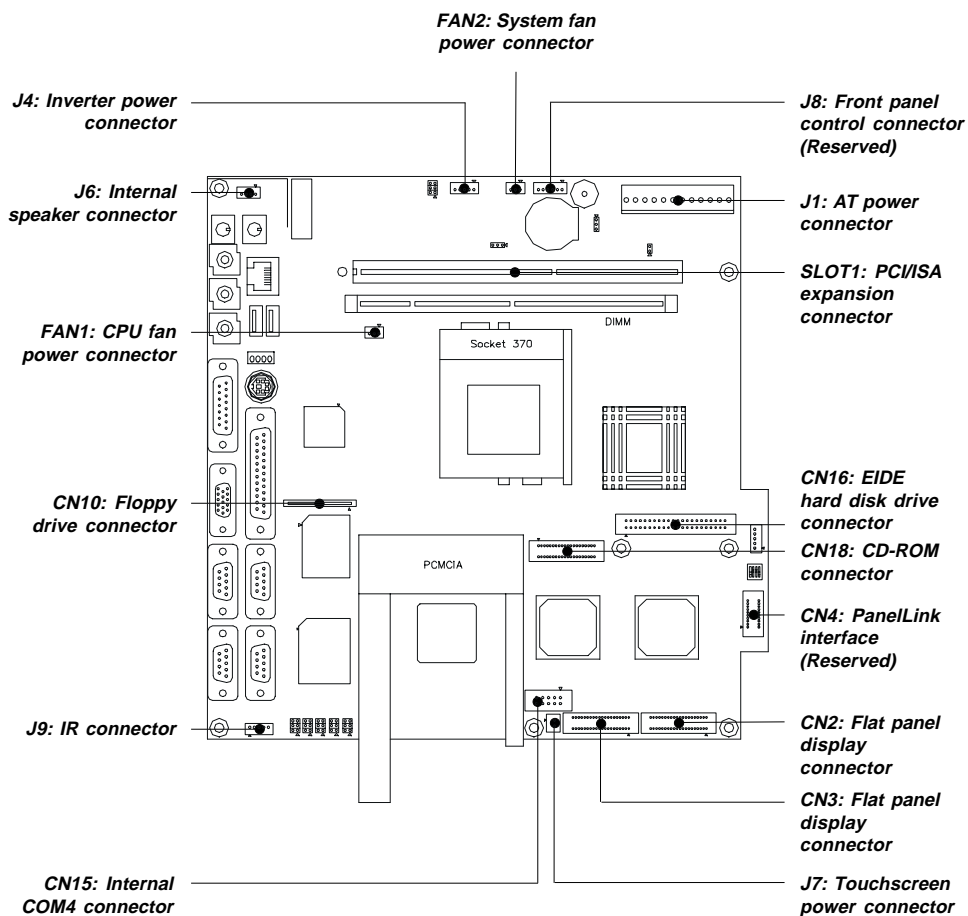 FAN2: System fan
power connector
J4: Inverter power
connector
J8: Front panel
control connector
(Reserved)
J6: Internal
speaker connector
J1: AT power
connector
SLOT1: PCI/ISA
expansion
connector
DIMM
FAN1: CPU fan
power connector
Socket 370
CN10: Floppy
drive connector
CN16: EIDE
hard disk drive
connector
CN18: CD-ROM
connector
PCMCIA
CN4: PanelLink
interface
(Reserved)
J9: IR connector
CN2: Flat panel
display
connector
CN3: Flat panel
display
connector
CN15: Internal
COM4 connector
J7: Touchscreen
power connector